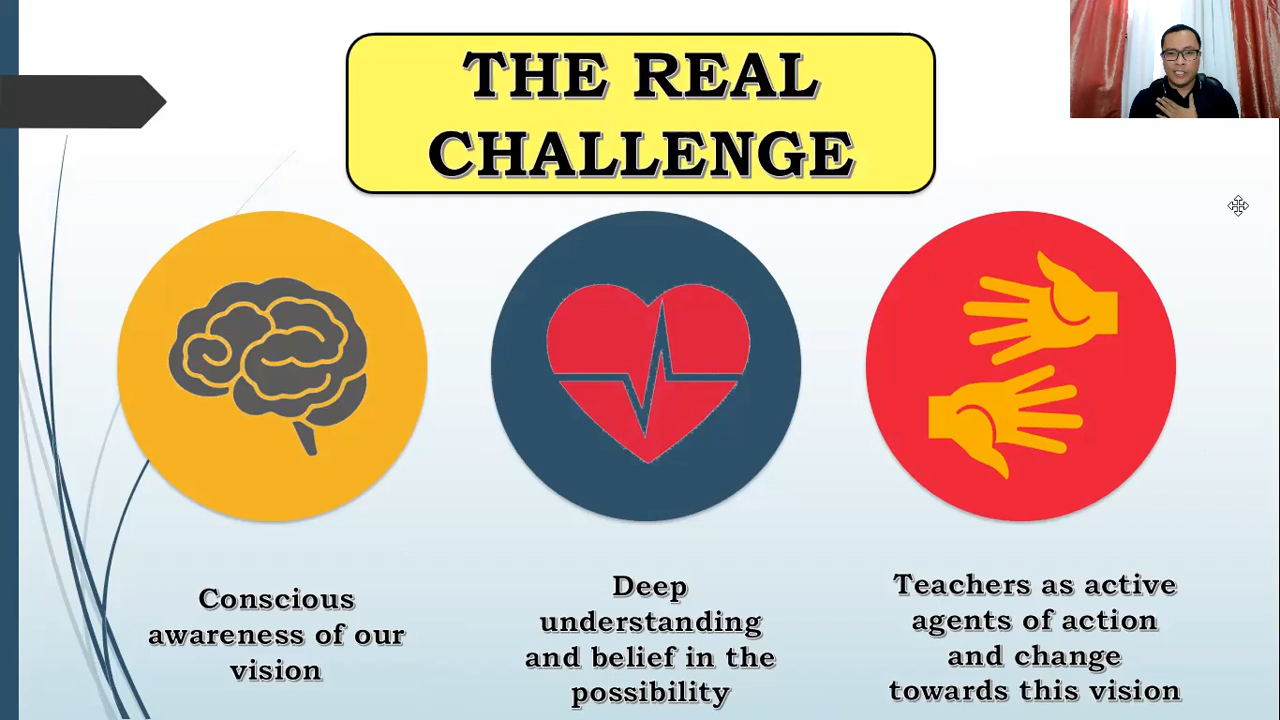 THE REAL
CHALLENGE
Conscious
awareness of our
vision
Deep
understanding
and belief in the
possibility
Teachers as active
agents of action
and change
towards this vision